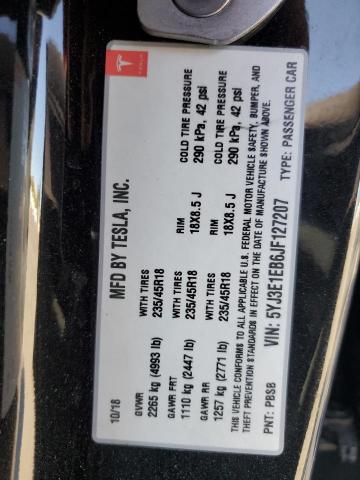 TESLA
MFD BY TESLA, INC.
10/18
GVWR WITH TIRES RIM COLD TIRE PRESSURE
2265 kg (4993 lb) 235/45R18 18X8.5 J 290 kPa, 42 psi
GAWR FRT WITH TIRES RIM COLD TIRE PRESSURE
1110 kg (2447 lb) 235/45R18 18X8.5 J 290 kPa, 42 psi
GAWR RR
1257 kg (2771 lb) 235/45R18
THIS VEHICLE CONFORMS TO ALL APPLICABLE U.S. FEDERAL MOTOR VEHICLE SAFETY, BUMPER, AND
THEFT PREVENTION STANDARDS IN EFFECT ON THE DATE OF MANUFACTURE SHOWN ABOVE.
VIN: 5YJ3E1EB6JF127207
PNT: PBSB TYPE: PASSENGER CAR